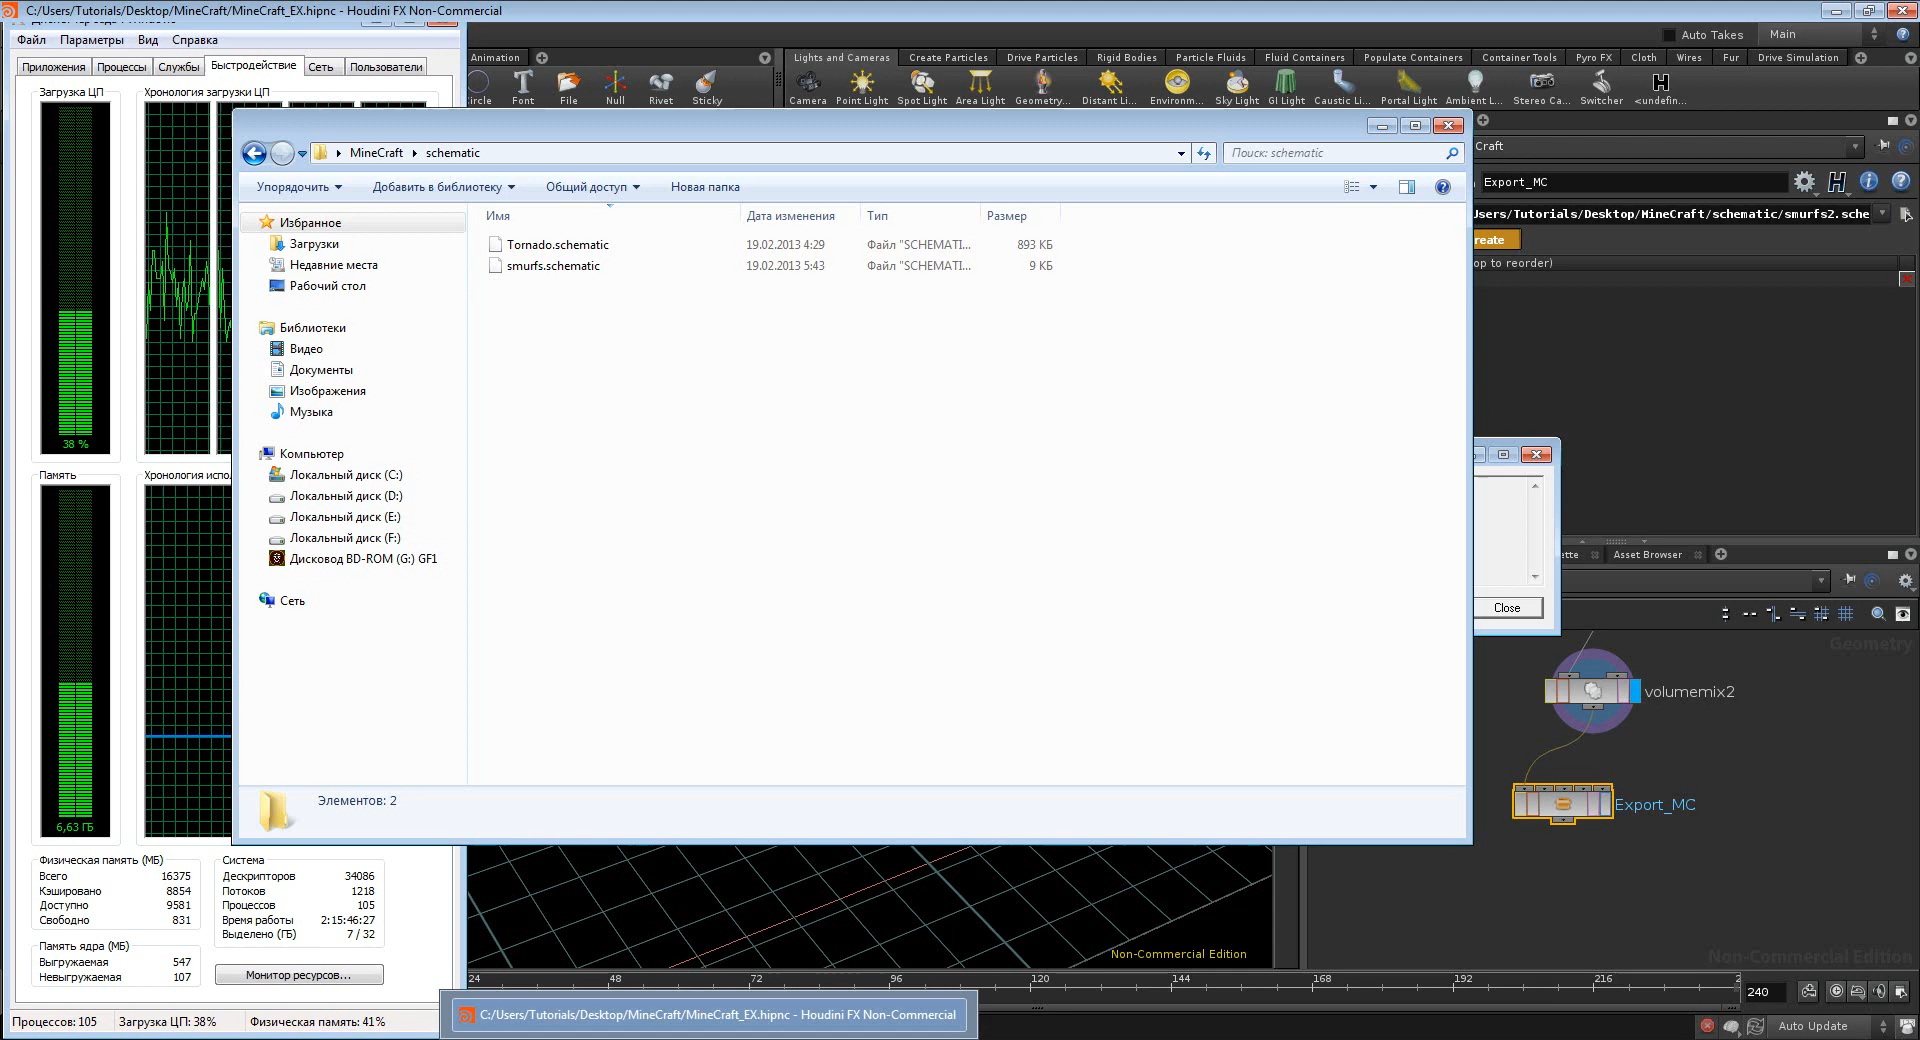 C:/Users/Tutorials/Desktop/MineCraft/MineCraft_EX.hipnc - Houdini FX Non-Commercial
Файл Параметры Вид Справка
Приложения Процессы Службы Быстродействие Сеть Пользователи
Загрузка ЦП
Хронология загрузки ЦП
38 %
Память
Хронология испо
6,63 ГБ
Физическая память (МБ)
Всего 16375
Кэшировано 8854
Доступно 9581
Свободно 831
Память ядра (МБ)
Выгружаемая 547
Невыгружаемая 107
Система
Дескрипторов 34086
Потоков 1218
Процессов 105
Время работы 2:15:46:27
Выделено (ГБ) 7 / 32
Монитор ресурсов...
Процессов: 105 Загрузка ЦП: 38% Физическая память: 41%
Auto Takes Main
Animation
Lights and Cameras Create Particles Drive Particles Rigid Bodies Particle Fluids Fluid Containers Populate Containers Container Tools Pyro FX Cloth Wires Fur Drive Simulation
ircle Font File Null Rivet Sticky
Camera Point Light Spot Light Area Light Geometry... Distant Li... Environm... Sky Light GI Light Caustic Li... Portal Light Ambient L... Stereo Ca... Switcher <undefin...
MineCraft schematic
Поиск: schematic
Упорядочить Добавить в библиотеку Общий доступ Новая папка
Имя Дата изменения Тип Размер
Tornado.schematic 19.02.2013 4:29 Файл "SCHEMATI... 893 КБ
smurfs.schematic 19.02.2013 5:43 Файл "SCHEMATI... 9 КБ
Избранное
Загрузки
Недавние места
Рабочий стол
Библиотеки
Видео
Документы
Изображения
Музыка
Компьютер
Локальный диск (C:)
Локальный диск (D:)
Локальный диск (E:)
Локальный диск (F:)
Дисковод BD-ROM (G:) GF1
Сеть
Элементов: 2
Craft
Export_MC
Jsers/Tutorials/Desktop/MineCraft/schematic/smurfs2.sche
reate
op to reorder)
Close
ette Asset Browser
Geometry
volumemix2
Export_MC
Non-Commercial Edition
Non-Commercial Edition
24 48 72 96 120 144 168 192 216 2
240
C:/Users/Tutorials/Desktop/MineCraft/MineCraft_EX.hipnc - Houdini FX Non-Commercial
Auto Update